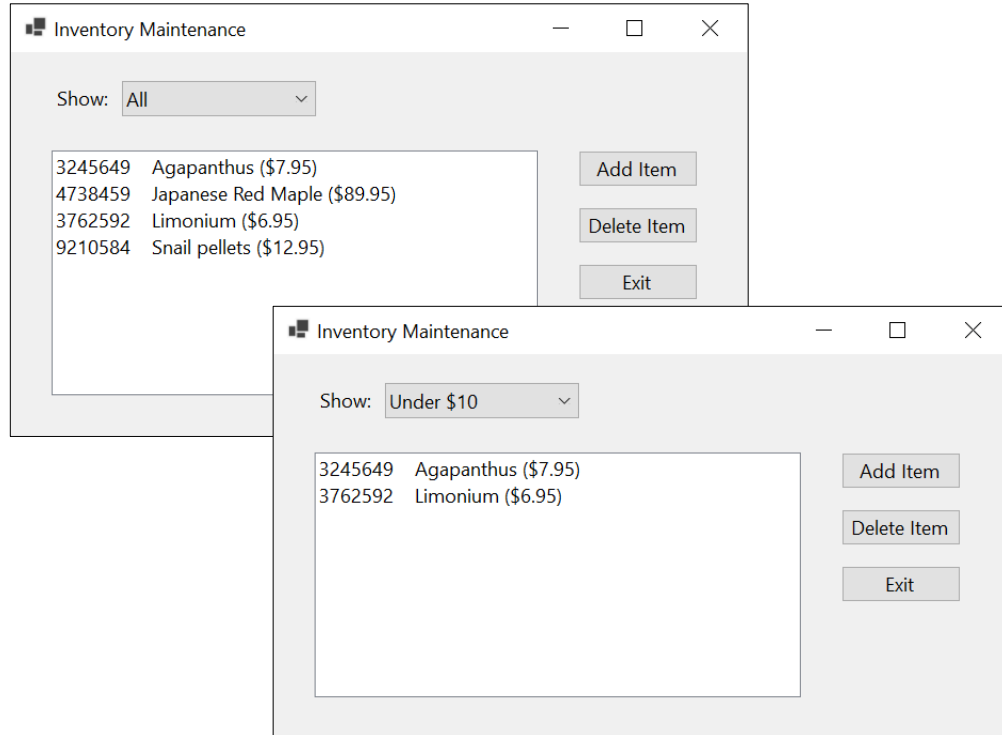 Inventory Maintenance
Show: All
3245649 Agapanthus ($7.95)
4738459 Japanese Red Maple ($89.95)
3762592 Limonium ($6.95)
9210584 Snail pellets ($12.95)
Add Item
Delete Item
Exit
Inventory Maintenance
Show: Under $10
3245649 Agapanthus ($7.95)
3762592 Limonium ($6.95)
Add Item
Delete Item
Exit